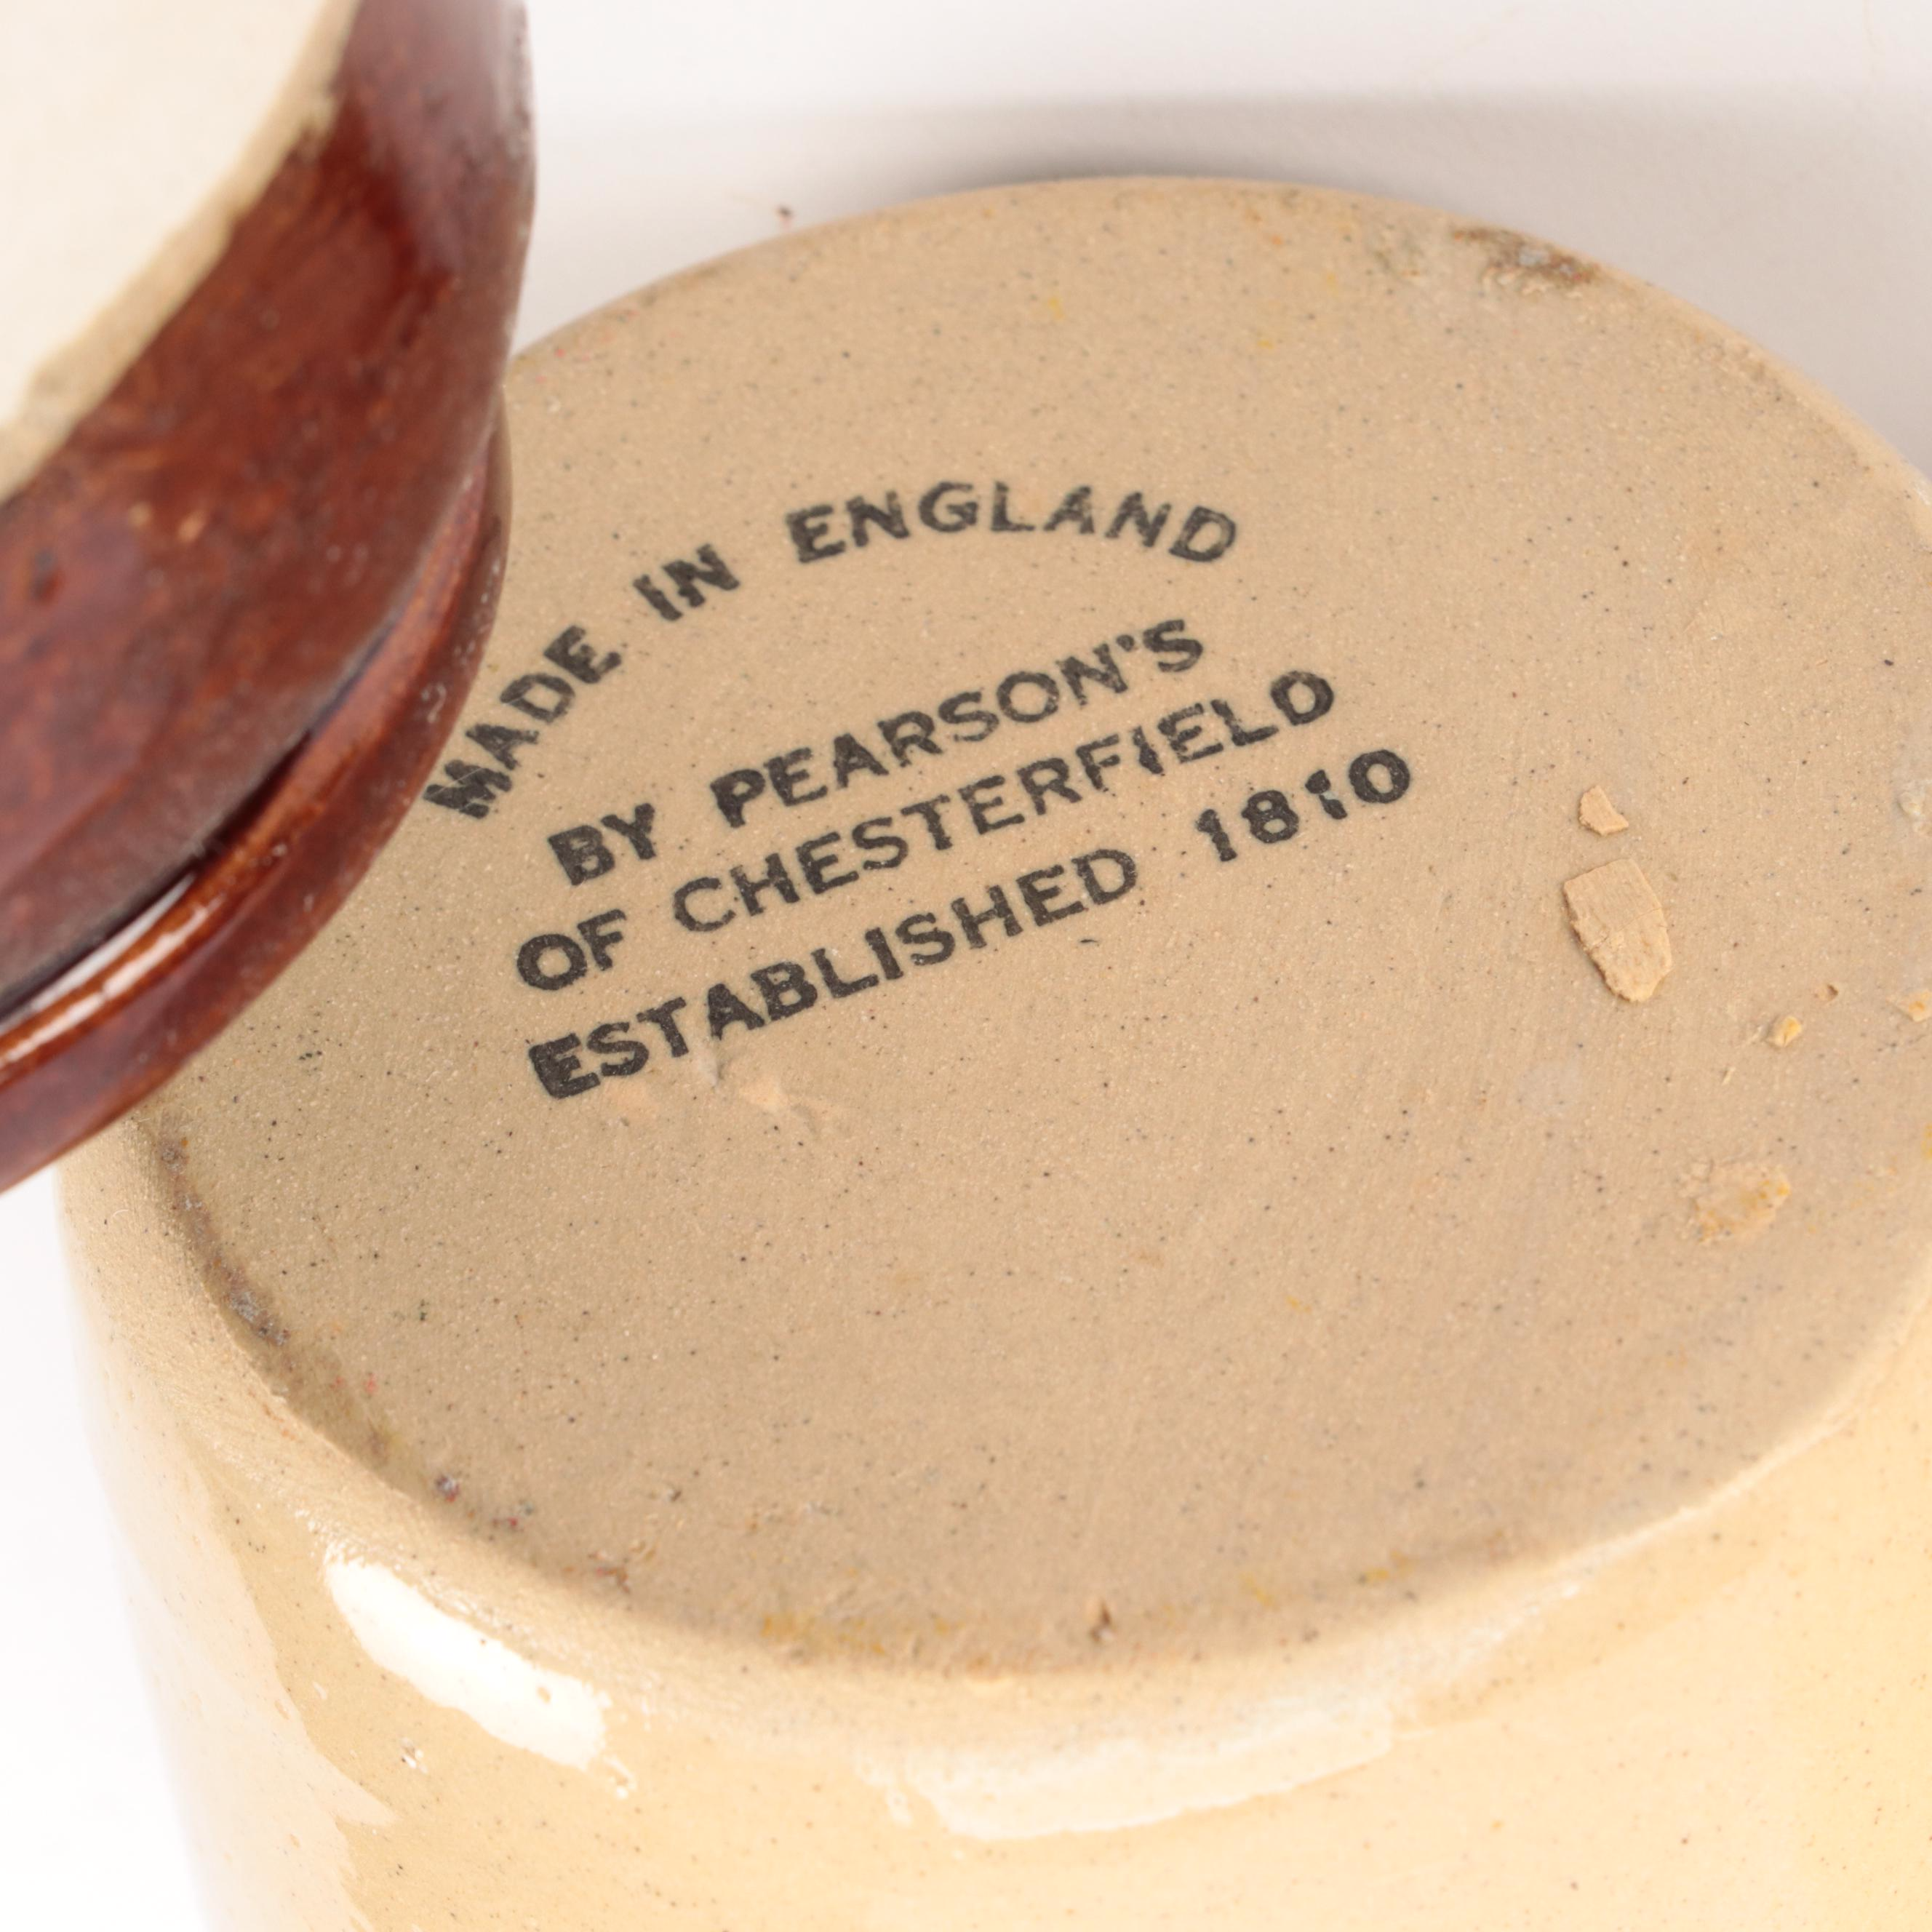 MADE IN ENGLAND
BY PEARSON'S
OF CHESTERFIELD
ESTABLISHED 1810